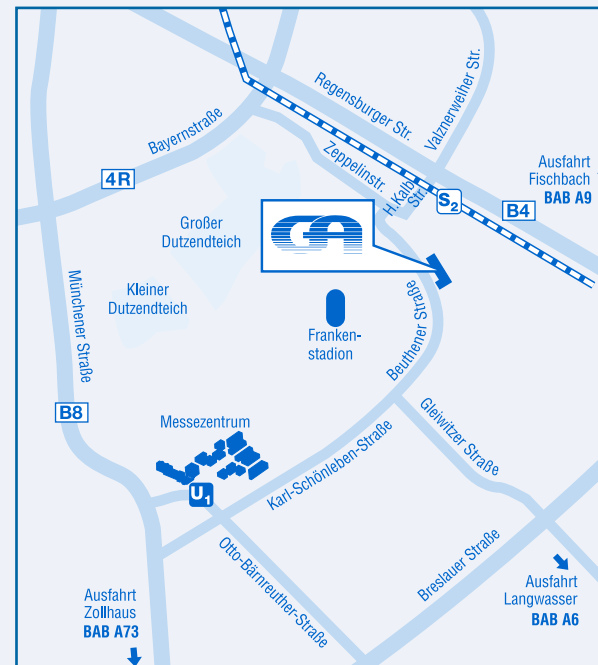 Regensburger Str.
Valznerweiher Str.
Bayernstraße
Zeppelinstr.
H.Kalb
Str.
S2
Ausfahrt
Fischbach
BAB A9
B4
4R
Großer
Dutzendteich
GA
Kleiner
Dutzendteich
Münchener Straße
Franken-
stadion
Beuthener Straße
B8
Messezentrum
U1
Karl-Schönleben-Straße
Gleiwitzer Straße
Otto-Bärnreuther-Straße
Breslauer Straße
Ausfahrt
Zollhaus
BAB A73
Ausfahrt
Langwasser
BAB A6